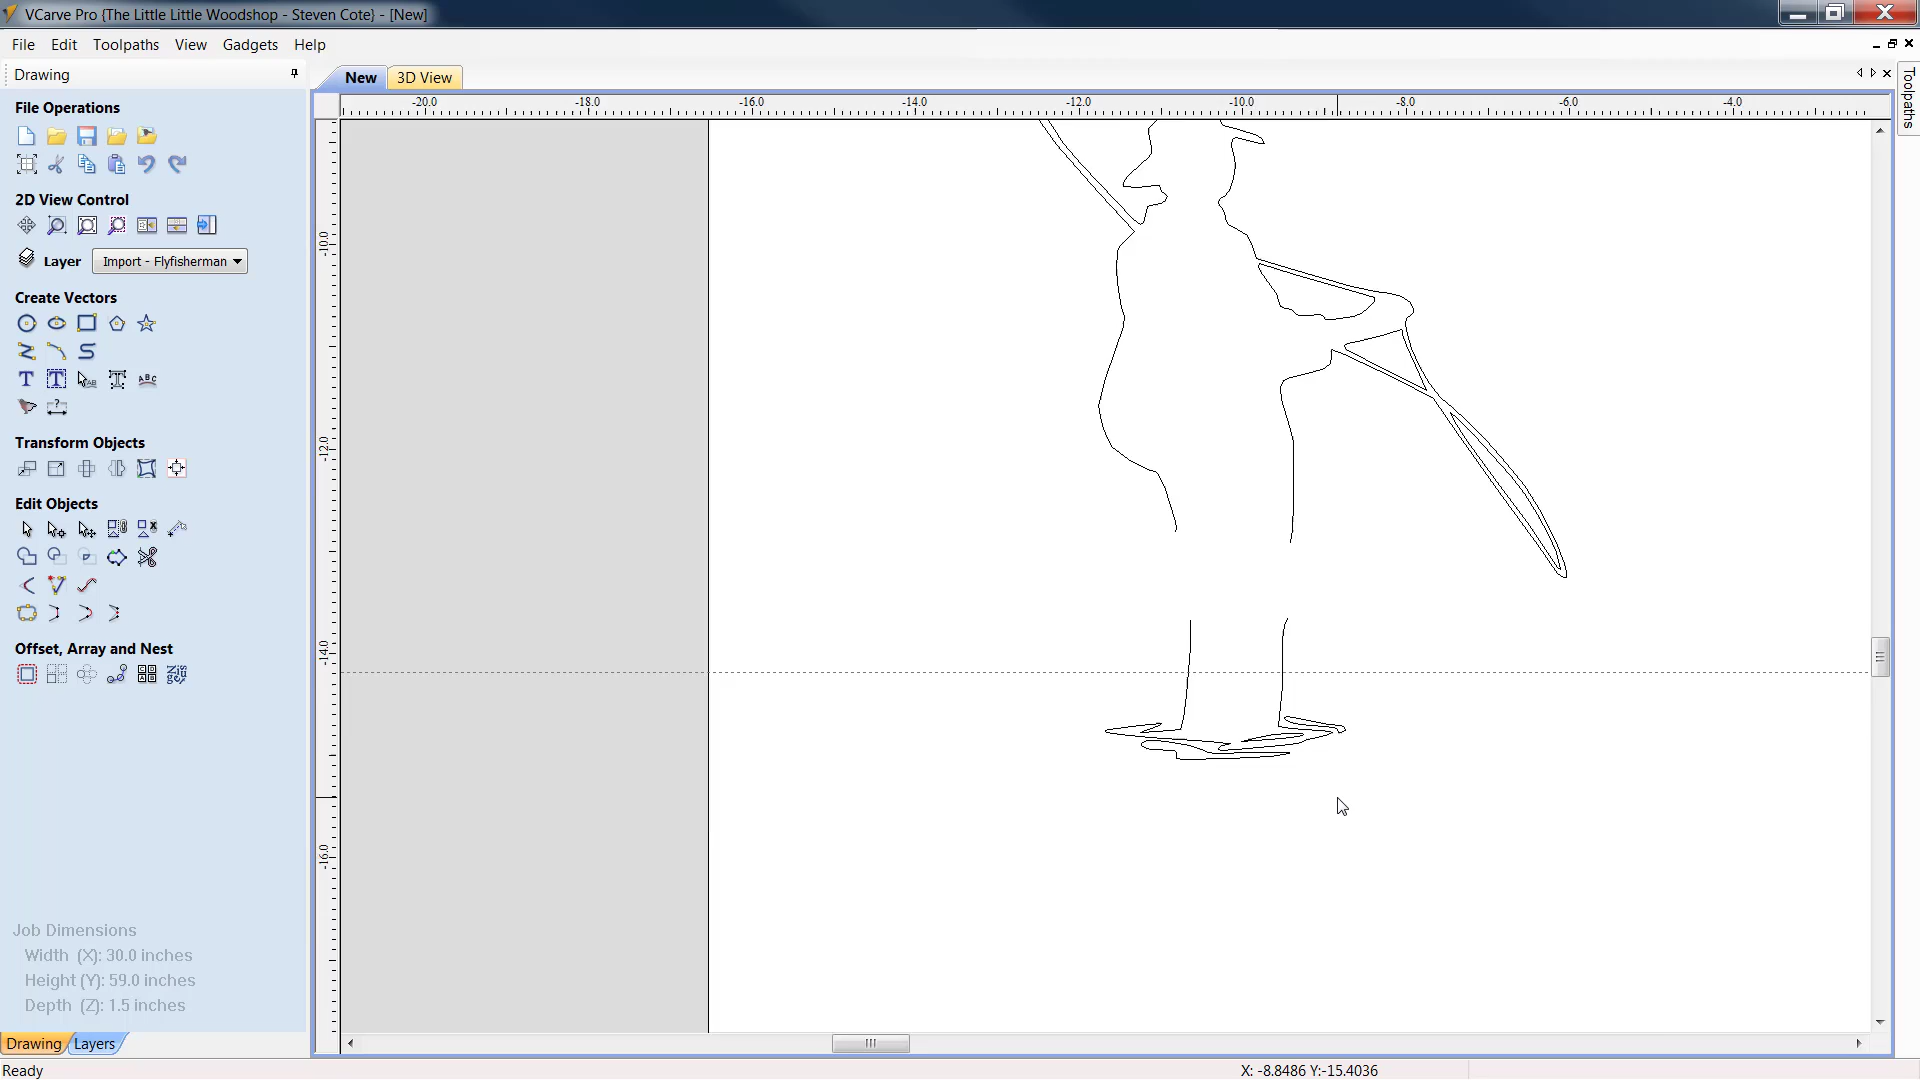 VCarve Pro {The Little Little Woodshop - Steven Cote} - [New]
File Edit Toolpaths View Gadgets Help
Drawing
New 3D View
Toolpaths
-20.0 -18.0 -16.0 -14.0 -12.0 -10.0 -8.0 -6.0 -4.0
File Operations
2D View Control
Layer Import - Flyfisherman
-10.0
Create Vectors
Transform Objects
-12.0
Edit Objects
Offset, Array and Nest
-14.0
-16.0
Job Dimensions
Width (X): 30.0 inches
Height (Y): 59.0 inches
Depth (Z): 1.5 inches
Drawing Layers
Ready X: -8.8486 Y:-15.4036